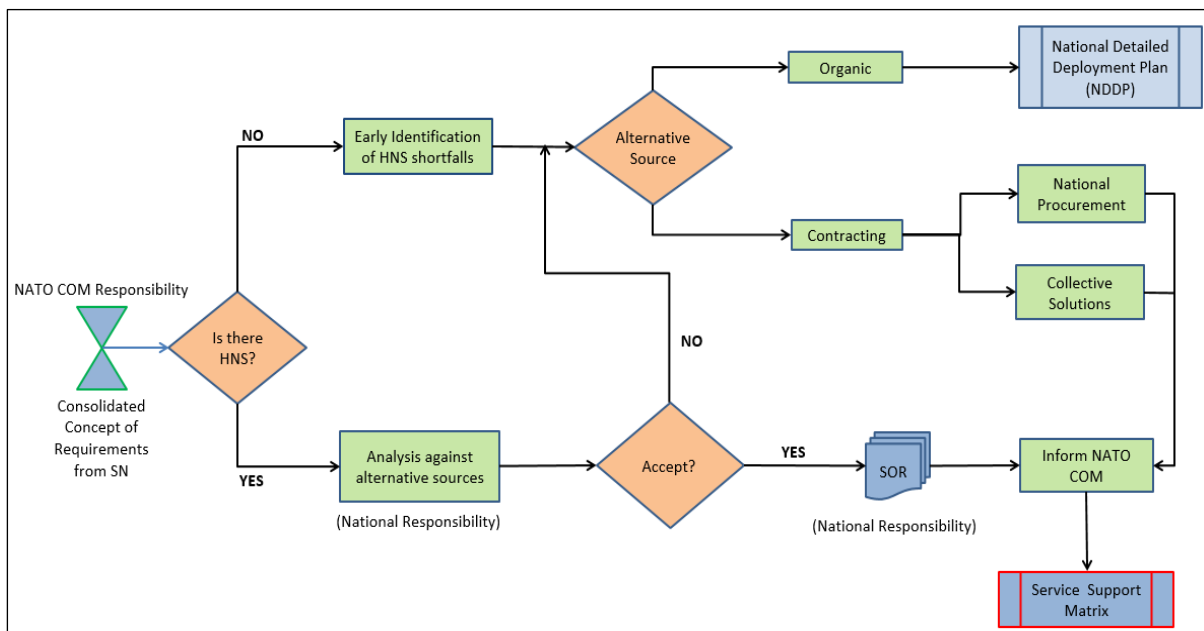 National Detailed
Deployment Plan
(NDDP)
Organic
NO
Early Identification
of HNS shortfalls
Alternative
Source
National
Procurement
Contracting
Collective
Solutions
NATO COM Responsibility
Is there
HNS?
NO
Consolidated
Concept of
Requirements
from SN
YES
Analysis against
alternative sources
(National Responsibility)
Accept?
YES
SOR
(National Responsibility)
Inform NATO
COM
Service Support
Matrix